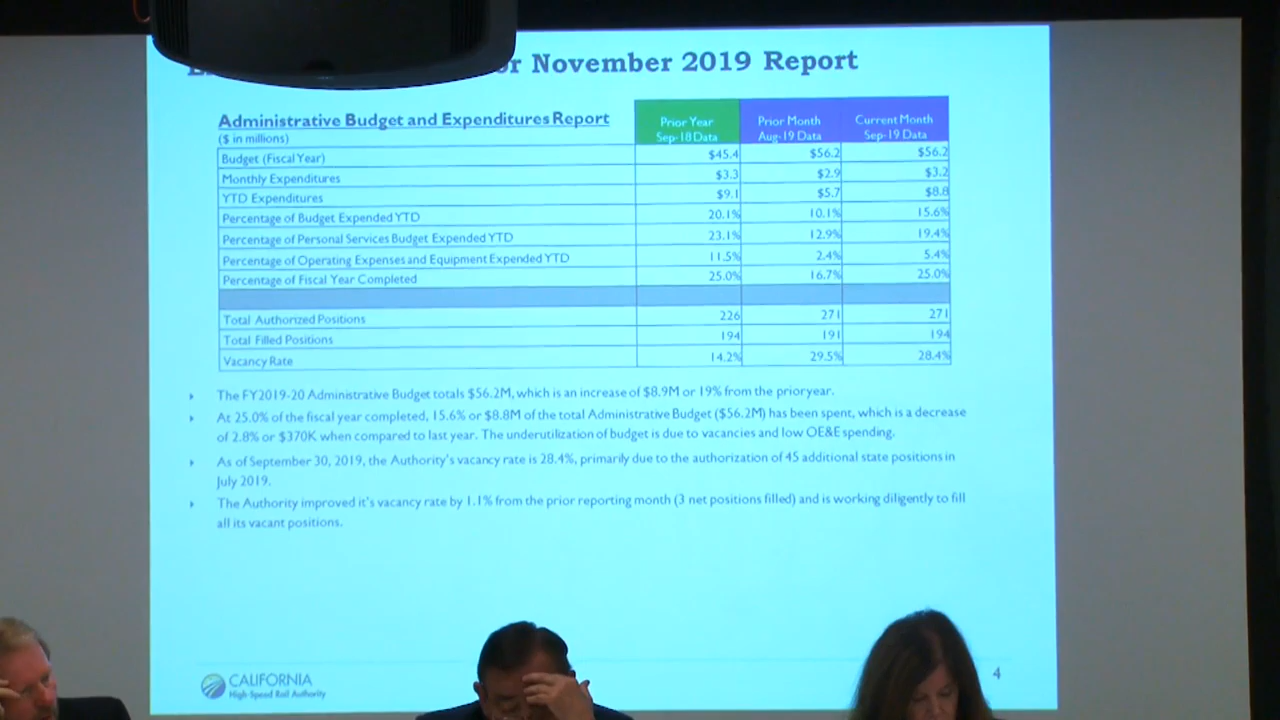 November 2019 Report
Administrative Budget and Expenditures Report
($ in millions)
Prior Year Sep-18 Data
Prior Month Aug-19 Data
Current Month Sep-19 Data
Budget (Fiscal Year) $45.4 $56.2 $56.2
Monthly Expenditures $3.3 $2.9 $3.2
YTD Expenditures $9.1 $5.7 $8.8
Percentage of Budget Expended YTD 20.1% 10.1% 15.6%
Percentage of Personal Services Budget Expended YTD 23.1% 12.9% 19.4%
Percentage of Operating Expenses and Equipment Expended YTD 11.5% 2.4% 5.4%
Percentage of Fiscal Year Completed 25.0% 16.7% 25.0%
Total Authorized Positions 226 271 271
Total Filled Positions 194 191 194
Vacancy Rate 14.2% 29.5% 28.4%
The FY2019-20 Administrative Budget totals $56.2M, which is an increase of $8.9M or 19% from the prior year.
At 25.0% of the fiscal year completed, 15.6% or $8.8M of the total Administrative Budget ($56.2M) has been spent, which is a decrease
of 2.8% or $370K when compared to last year. The underutilization of budget is due to vacancies and low OE&E spending.
As of September 30, 2019, the Authority's vacancy rate is 28.4%, primarily due to the authorization of 45 additional state positions in
July 2019.
The Authority improved it's vacancy rate by 1.1% from the prior reporting month (3 net positions filled) and is working diligently to fill
all its vacant positions.
CALIFORNIA
High-Speed Rail Authority
4